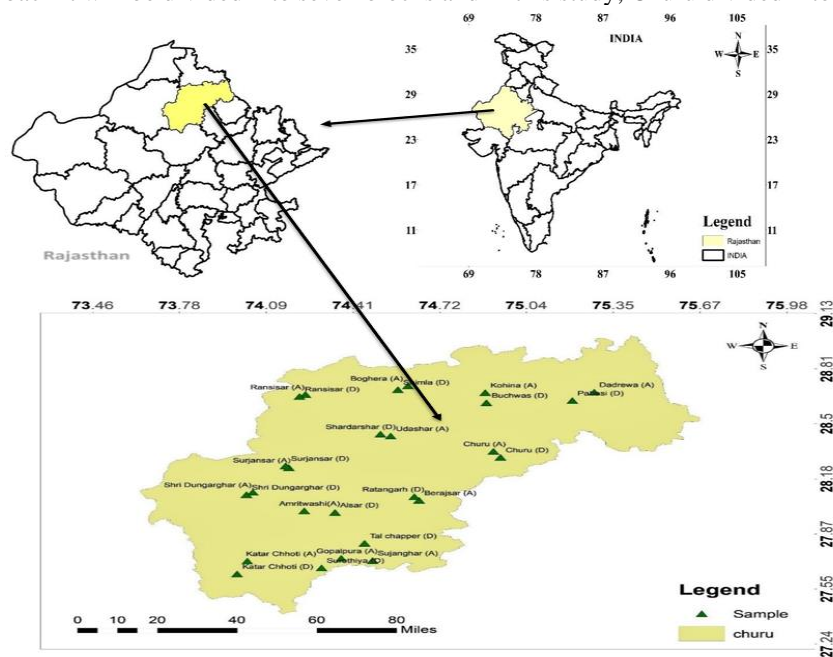 69 78 87 96 105
INDIA
35
29
23
17
11
35
29
23
17
11
N
W E
S
Rajasthan
Legend
Rajasthan
INDIA
69 78 87 96 105
73.46 73.78 74.09 74.41 74.72 75.04 75.35 75.67 75.98
29.13
28.81
28.5
28.18
27.87
27.55
27.24
N
W E
S
Boghera (A) (D)
Ransisar (A) Ransisar (D)
Kohina (A)
Dadrewa (A)
Buchwas (D)
(D)
Shardarshar (D) Udashar (A)
Churu (A)
Churu (D)
Surjansar (A) Surjansar (D)
Shri Dungarghar (A) Shri Dungarghar (D)
Ratangarh (D) Berajsar (A)
Amritwashi(A) Alsar (D)
Tal chapper (D)
Katar Chhoti (A) Gopalpura (A) Sujanghar (A)
Katar Chhoti (D)
Legend
Sample
churu
0 10 20 40 60 80
Miles